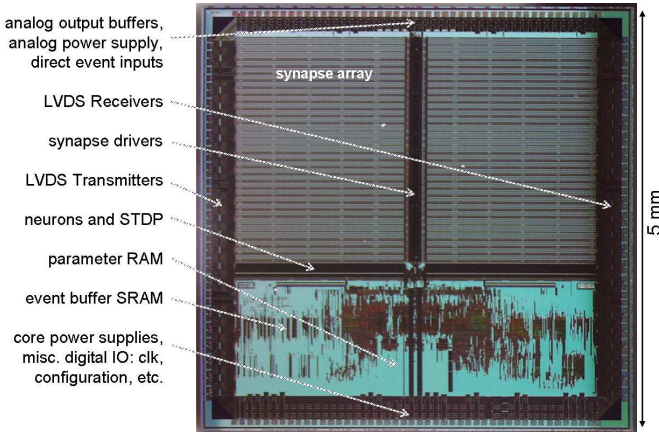 analog output buffers,
analog power supply,
direct event inputs
synapse array
LVDS Receivers
synapse drivers
LVDS Transmitters
neurons and STDP
parameter RAM
event buffer SRAM
core power supplies,
misc. digital IO: clk,
configuration, etc.
5 mm